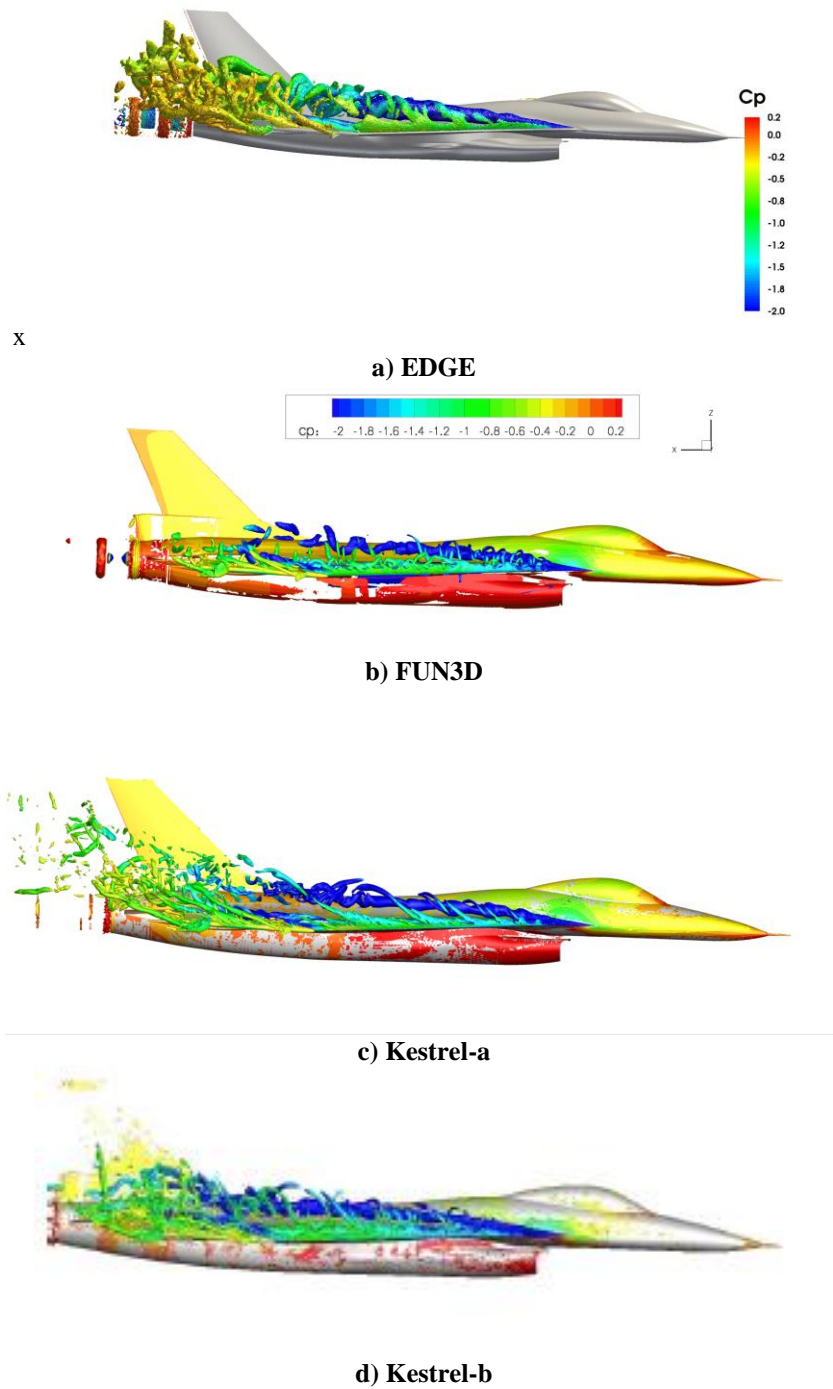 Cp
0.2
0.0
-0.2
-0.5
-0.8
-1.0
-1.2
-1.5
-1.8
-2.0
x
a) EDGE
cp: -2 -1.8 -1.6 -1.4 -1.2 -1 -0.8 -0.6 -0.4 -0.2 0 0.2
z
x
b) FUN3D
c) Kestrel-a
d) Kestrel-b